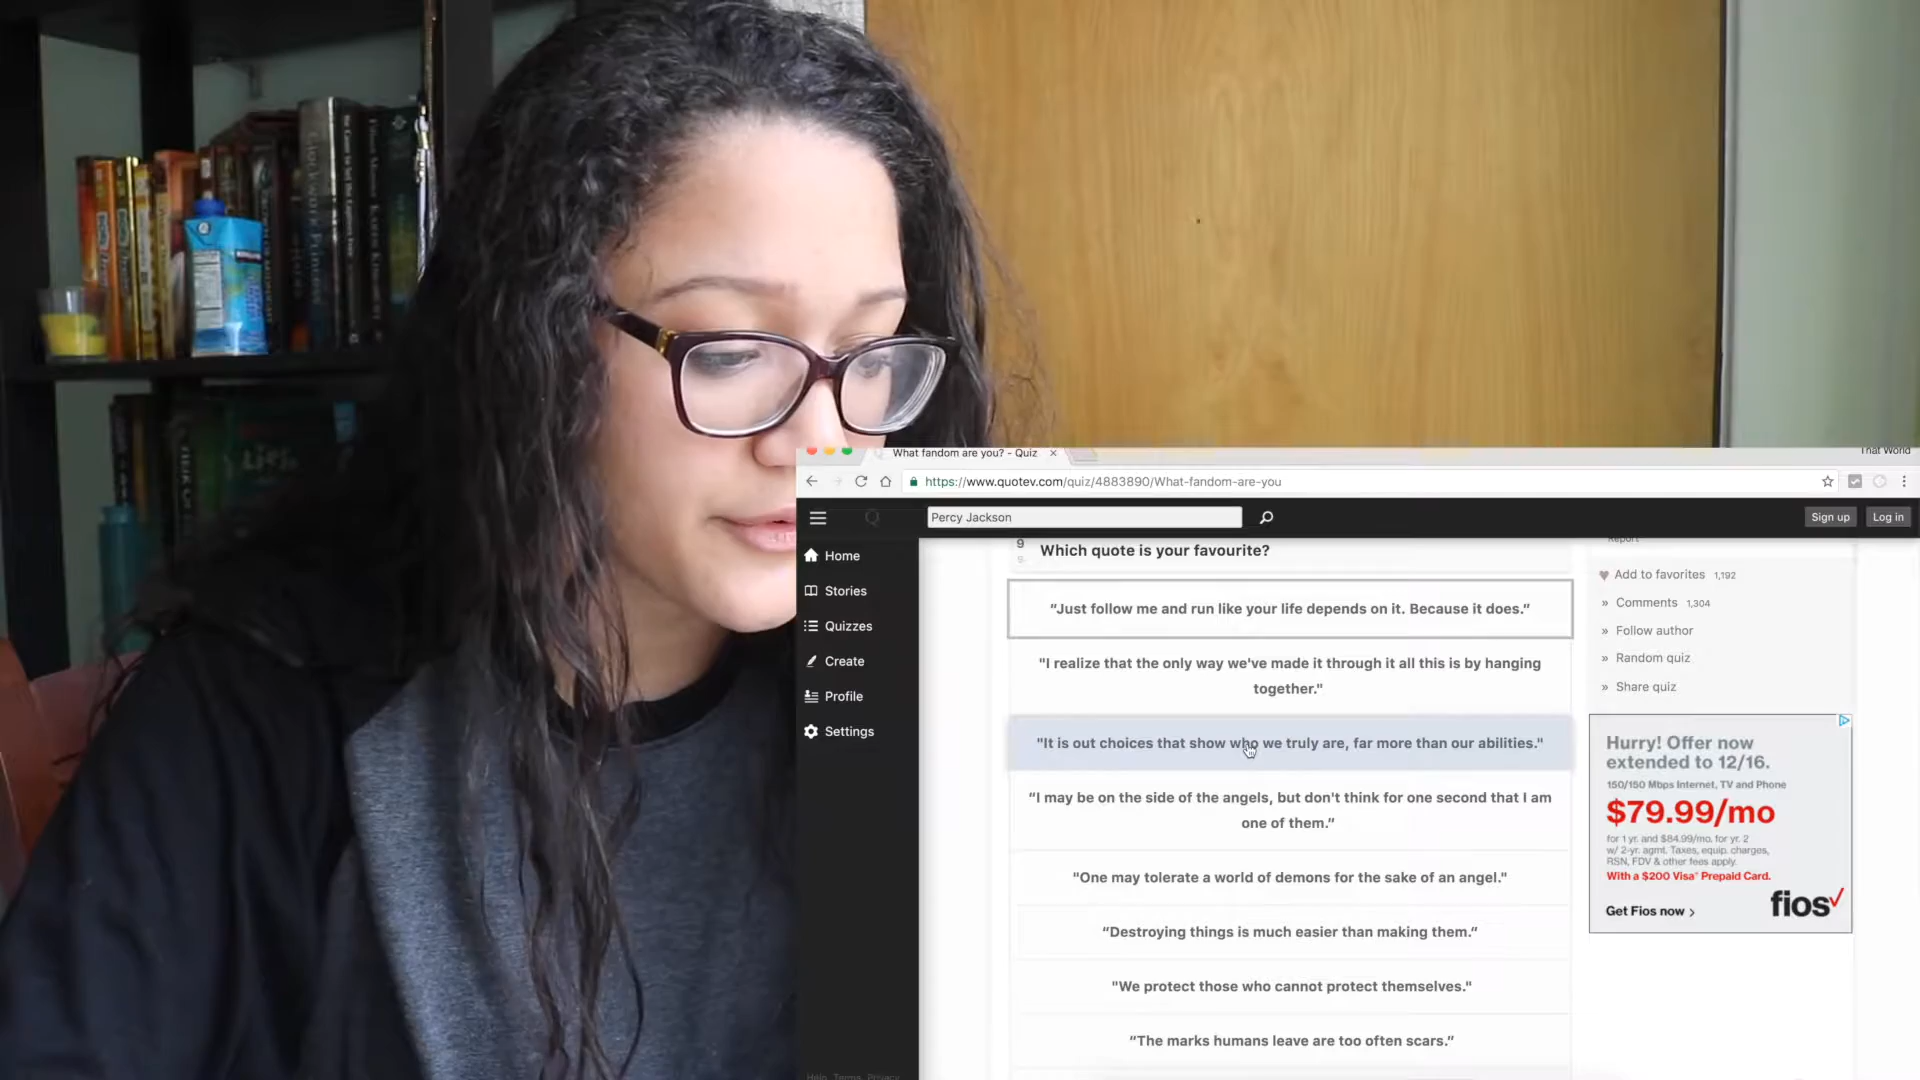 What fandom are you? - Quiz
That World
https://www.quotev.com/quiz/4883890/What-fandom-are-you
Percy Jackson
Sign up
Log in
Home
Stories
Quizzes
Create
Profile
Settings
Help Terms Privacy
9
Which quote is your favourite?
“Just follow me and run like your life depends on it. Because it does.”
"I realize that the only way we've made it through it all this is by hanging
together."
"It is out choices that show who we truly are, far more than our abilities."
“I may be on the side of the angels, but don't think for one second that I am
one of them.”
"One may tolerate a world of demons for the sake of an angel."
“Destroying things is much easier than making them.“
"We protect those who cannot protect themselves."
“The marks humans leave are too often scars.”
Report
Add to favorites 1,192
» Comments 1,304
» Follow author
» Random quiz
» Share quiz
Hurry! Offer now
extended to 12/16.
150/150 Mbps Internet, TV and Phone
$79.99/mo
for 1 yr. and $84.99/mo. for yr. 2
w/ 2-yr. agmt. Taxes, equip. charges,
RSN, FDV & other fees apply.
With a $200 Visa® Prepaid Card.
Get Fios now >
fios
Clockwork Princess